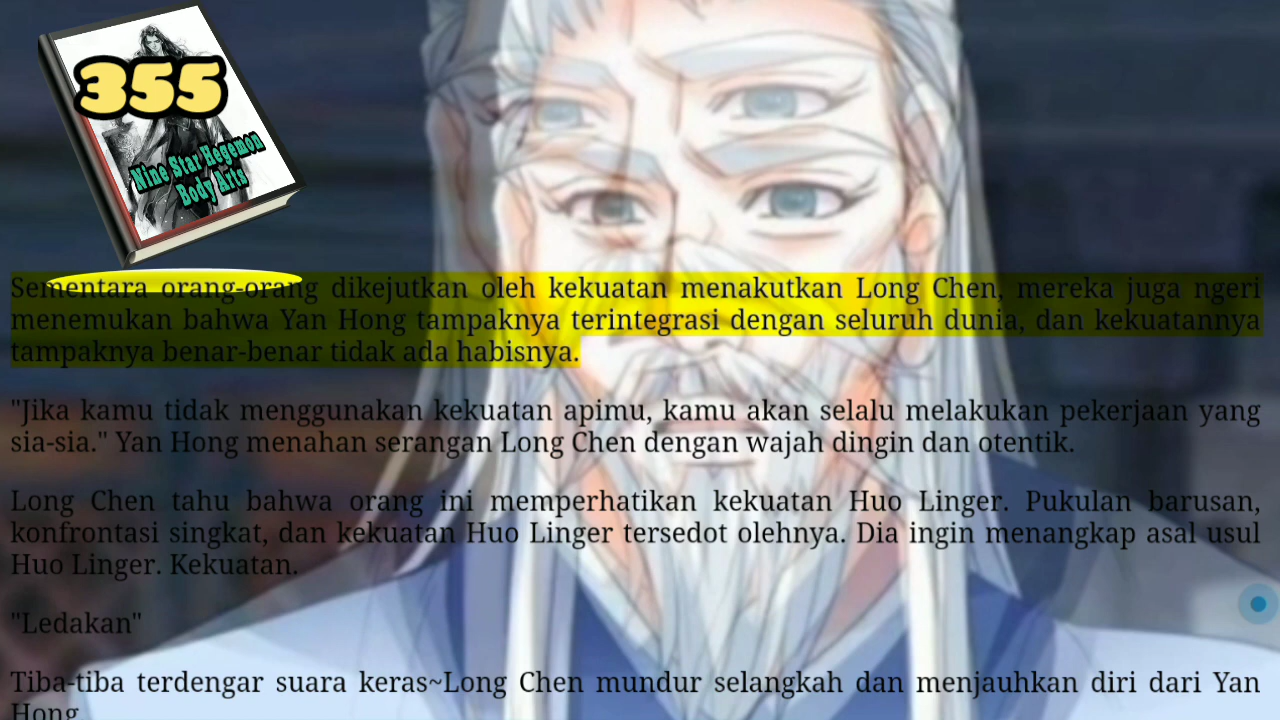 355
Nine Star Hegemon
Body Arts
Sementara orang-orang dikejutkan oleh kekuatan menakutkan Long Chen, mereka juga ngeri
menemukan bahwa Yan Hong tampaknya terintegrasi dengan seluruh dunia, dan kekuatannya
tampaknya benar-benar tidak ada habisnya.
"Jika kamu tidak menggunakan kekuatan apimu, kamu akan selalu melakukan pekerjaan yang
sia-sia." Yan Hong menahan serangan Long Chen dengan wajah dingin dan otentik.
Long Chen tahu bahwa orang ini memperhatikan kekuatan Huo Linger. Pukulan barusan,
konfrontasi singkat, dan kekuatan Huo Linger tersedot olehnya. Dia ingin menangkap asal usul
Huo Linger. Kekuatan.
"Ledakan"
Tiba-tiba terdengar suara keras~Long Chen mundur selangkah dan menjauhkan diri dari Yan
Hong